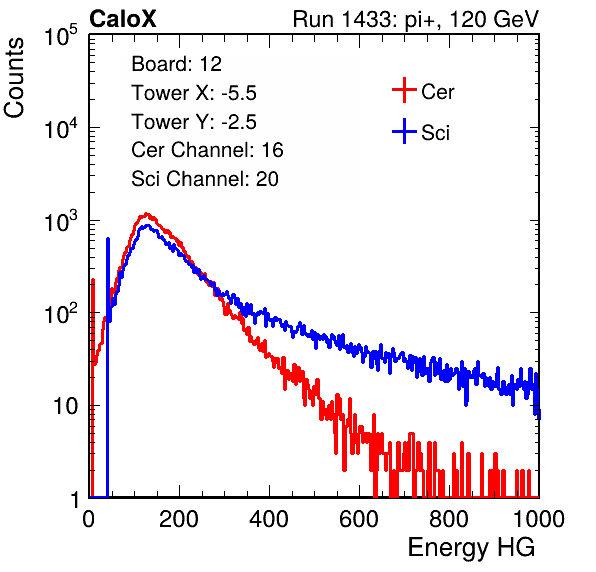 CaloX Run 1433: pi+, 120 GeV
Counts
Board: 12
Tower X: -5.5
Tower Y: -2.5
Cer Channel: 16
Sci Channel: 20
Cer
Sci
10^5
10^4
10^3
10^2
10
1
0 200 400 600 800 1000
Energy HG